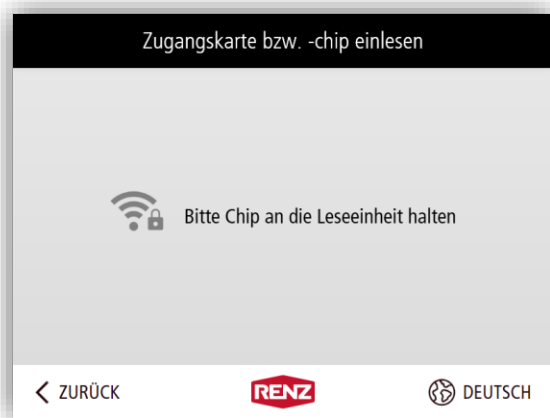 Zugangskarte bzw. -chip einlesen
Bitte Chip an die Leseeinheit halten
ZURÜCK
RENZ
DEUTSCH